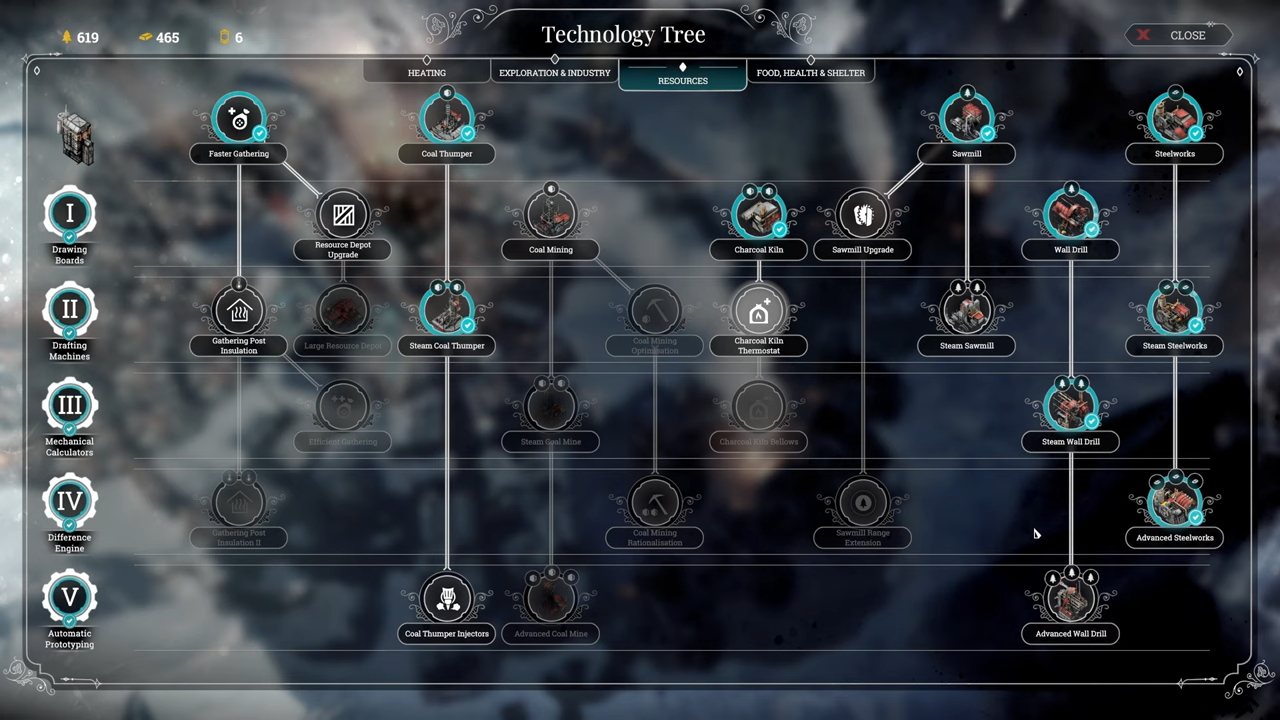 619 465 6
Technology Tree
CLOSE
HEATING
EXPLORATION & INDUSTRY
RESOURCES
FOOD, HEALTH & SHELTER
Faster Gathering
Coal Thumper
Sawmill
Steelworks
I
Drawing
Boards
Resource Depot
Upgrade
Coal Mining
Charcoal Kiln
Sawmill Upgrade
Wall Drill
II
Drafting
Machines
Gathering Post
Insulation
Large Resource Depot
Steam Coal Thumper
Coal Mining
Optimisation
Charcoal Kiln
Thermostat
Steam Sawmill
Steam Steelworks
III
Mechanical
Calculators
Efficient Gathering
Steam Coal Mine
Charcoal Kiln Bellows
Steam Wall Drill
IV
Difference
Engine
Gathering Post
Insulation II
Coal Mining
Rationalisation
Sawmill Range
Extension
Advanced Steelworks
V
Automatic
Prototyping
Coal Thumper Injectors
Advanced Coal Mine
Advanced Wall Drill